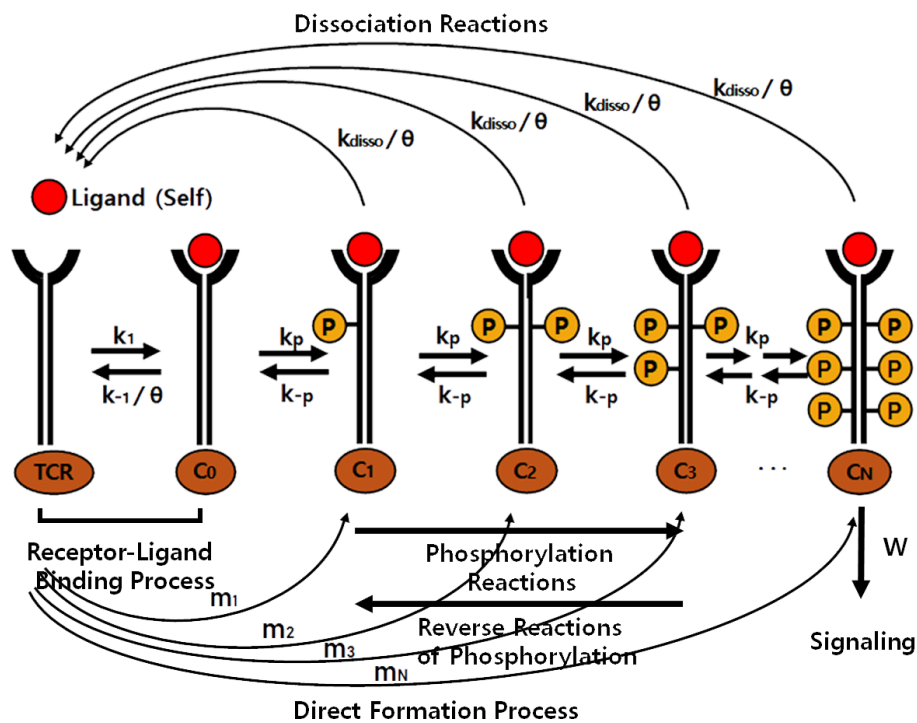 Dissociation Reactions
kdisso / θ
kdisso / θ
kdisso / θ
kdisso / θ
Ligand (Self)
P
P P
P P
P
P P
P P
P P
k1
k-1 / θ
kp
k-p
kp
k-p
kp
k-p
kp
k-p
TCR
C0
C1
C2
C3
...
CN
Receptor-Ligand
Binding Process
Phosphorylation
Reactions
W
Reverse Reactions
of Phosphorylation
Signaling
m1
m2
m3
mN
Direct Formation Process